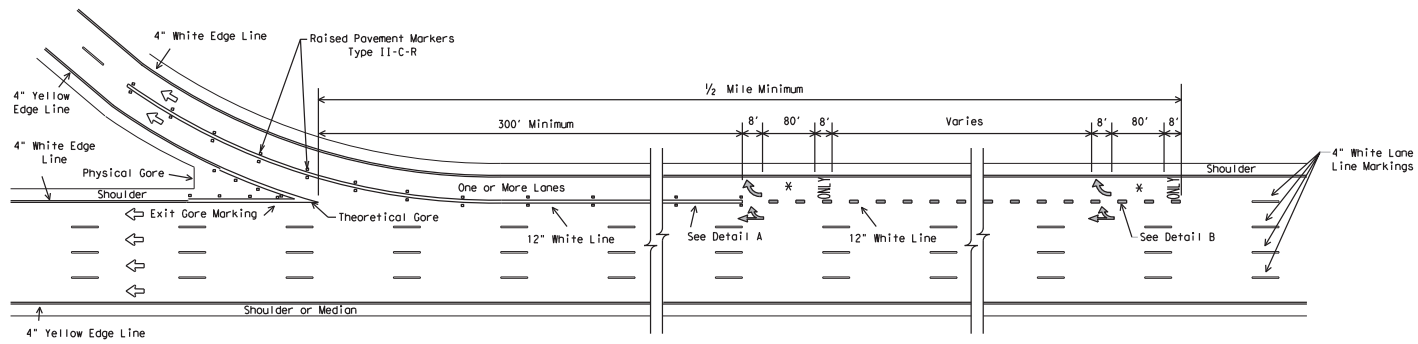 4" White Edge Line
Raised Pavement Markers
Type II-C-R
4" Yellow
Edge Line
½ Mile Minimum
300' Minimum
8'
80'
8'
Varies
8'
80'
8'
4" White Edge
Line
Physical Gore
Shoulder
Exit Gore Marking
Theoretical Gore
One or More Lanes
12" White Line
See Detail A
*
ONLY
12" White Line
*
ONLY
See Detail B
Shoulder
4" White Lane
Line Markings
Shoulder or Median
4" Yellow Edge Line